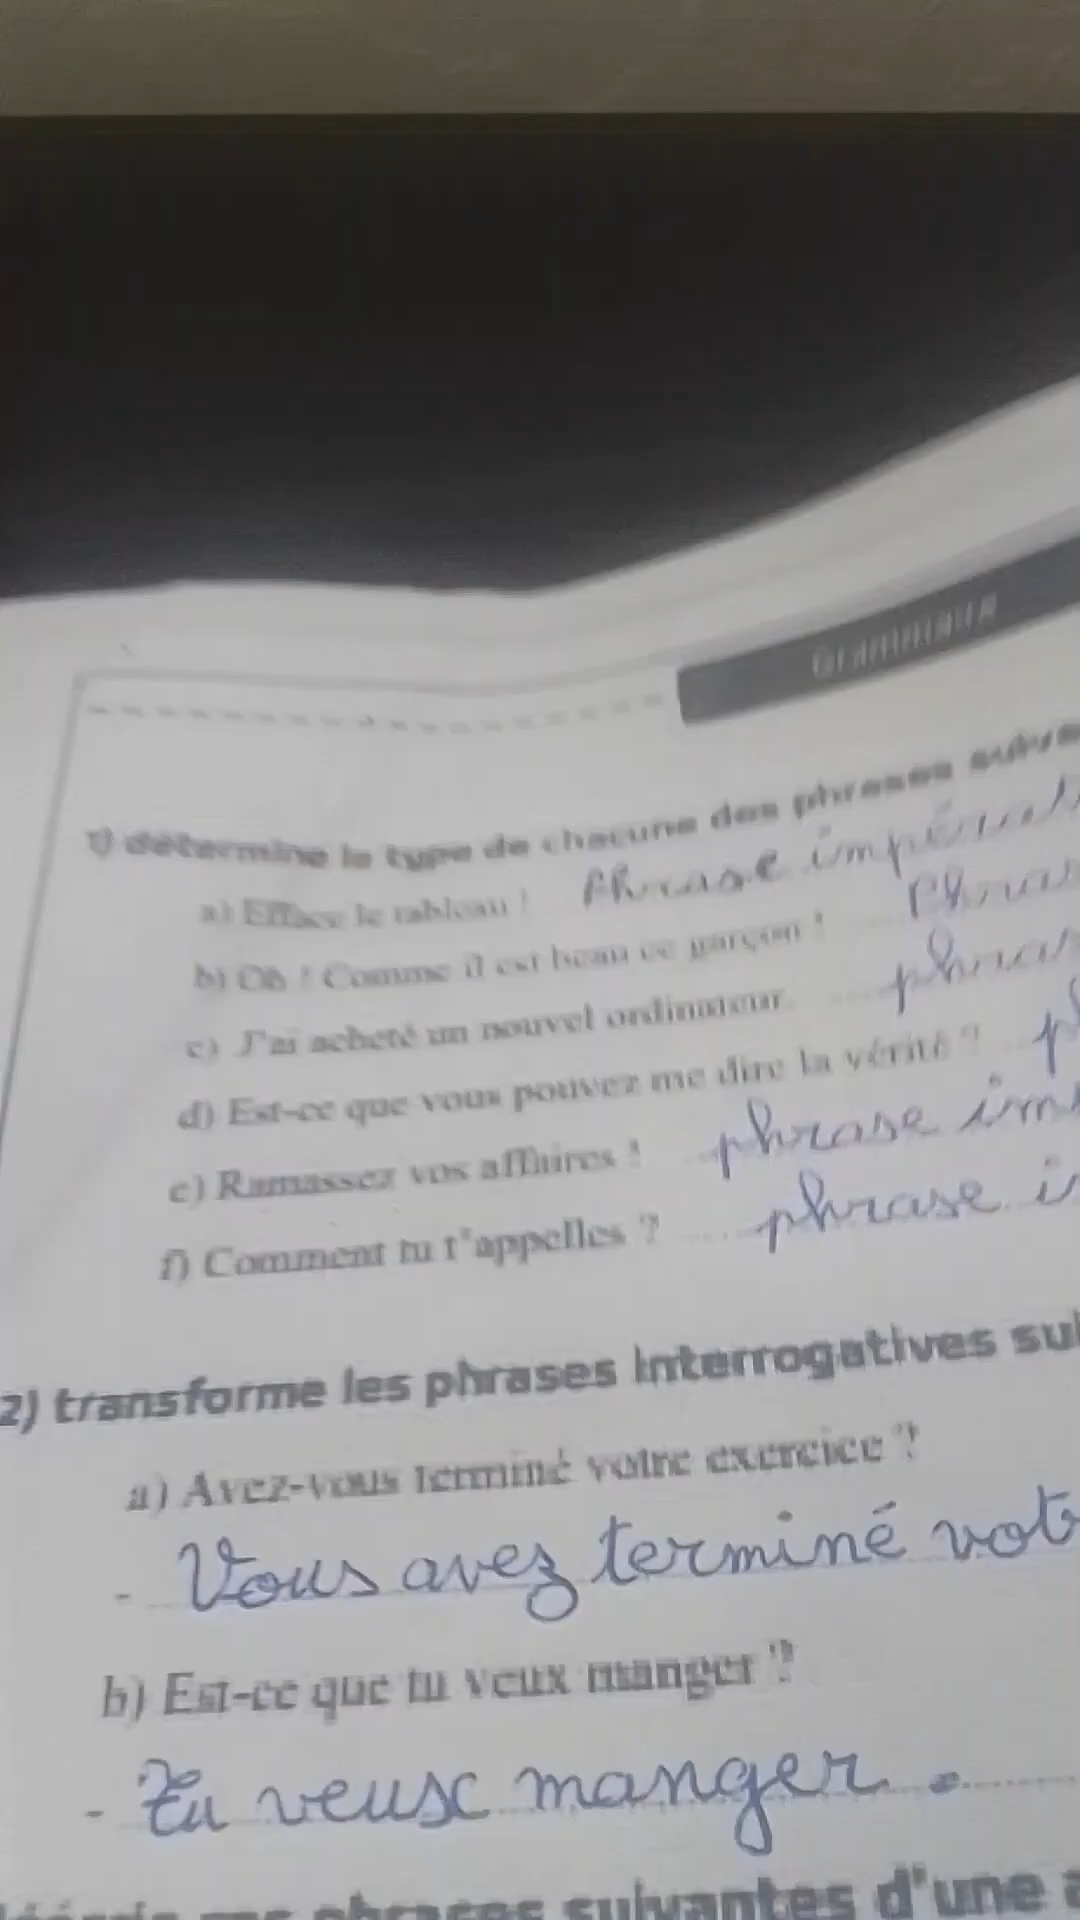 Grammaire
1) détermine le type de chacune des phrases
a) Efface le tableau ! Phrase
b) Oh ! Comme il est beau ce garçon !
c) J'ai acheté un nouvel ordinateur.
d) Est-ce que vous pouvez me dire la vérité ?
e) Ramassez vos affaires ! phrase im
f) Comment tu t'appelles ? phrase i
2) transforme les phrases interrogatives
a) Avez-vous terminé votre exercice ?
- Vous avez terminé vot
b) Est-ce que tu veux manger ?
- Tu veux manger.
phrases suivantes d'une